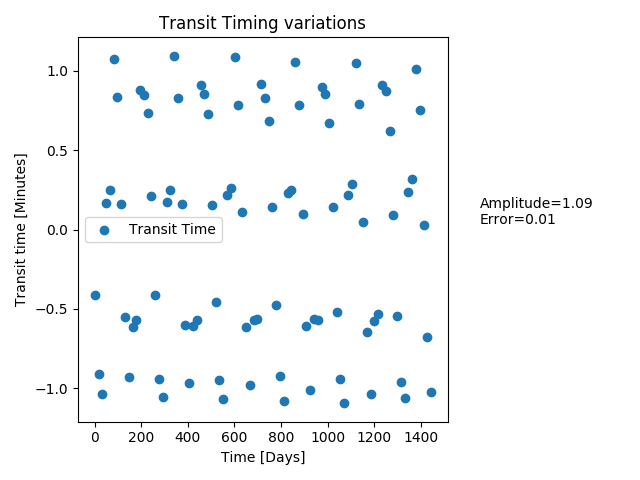 Transit Timing variations
Transit time [Minutes]
1.0
0.5
0.0
−0.5
−1.0
Transit Time
0
200
400
600
800
1000
1200
1400
Time [Days]
Amplitude=1.09
Error=0.01